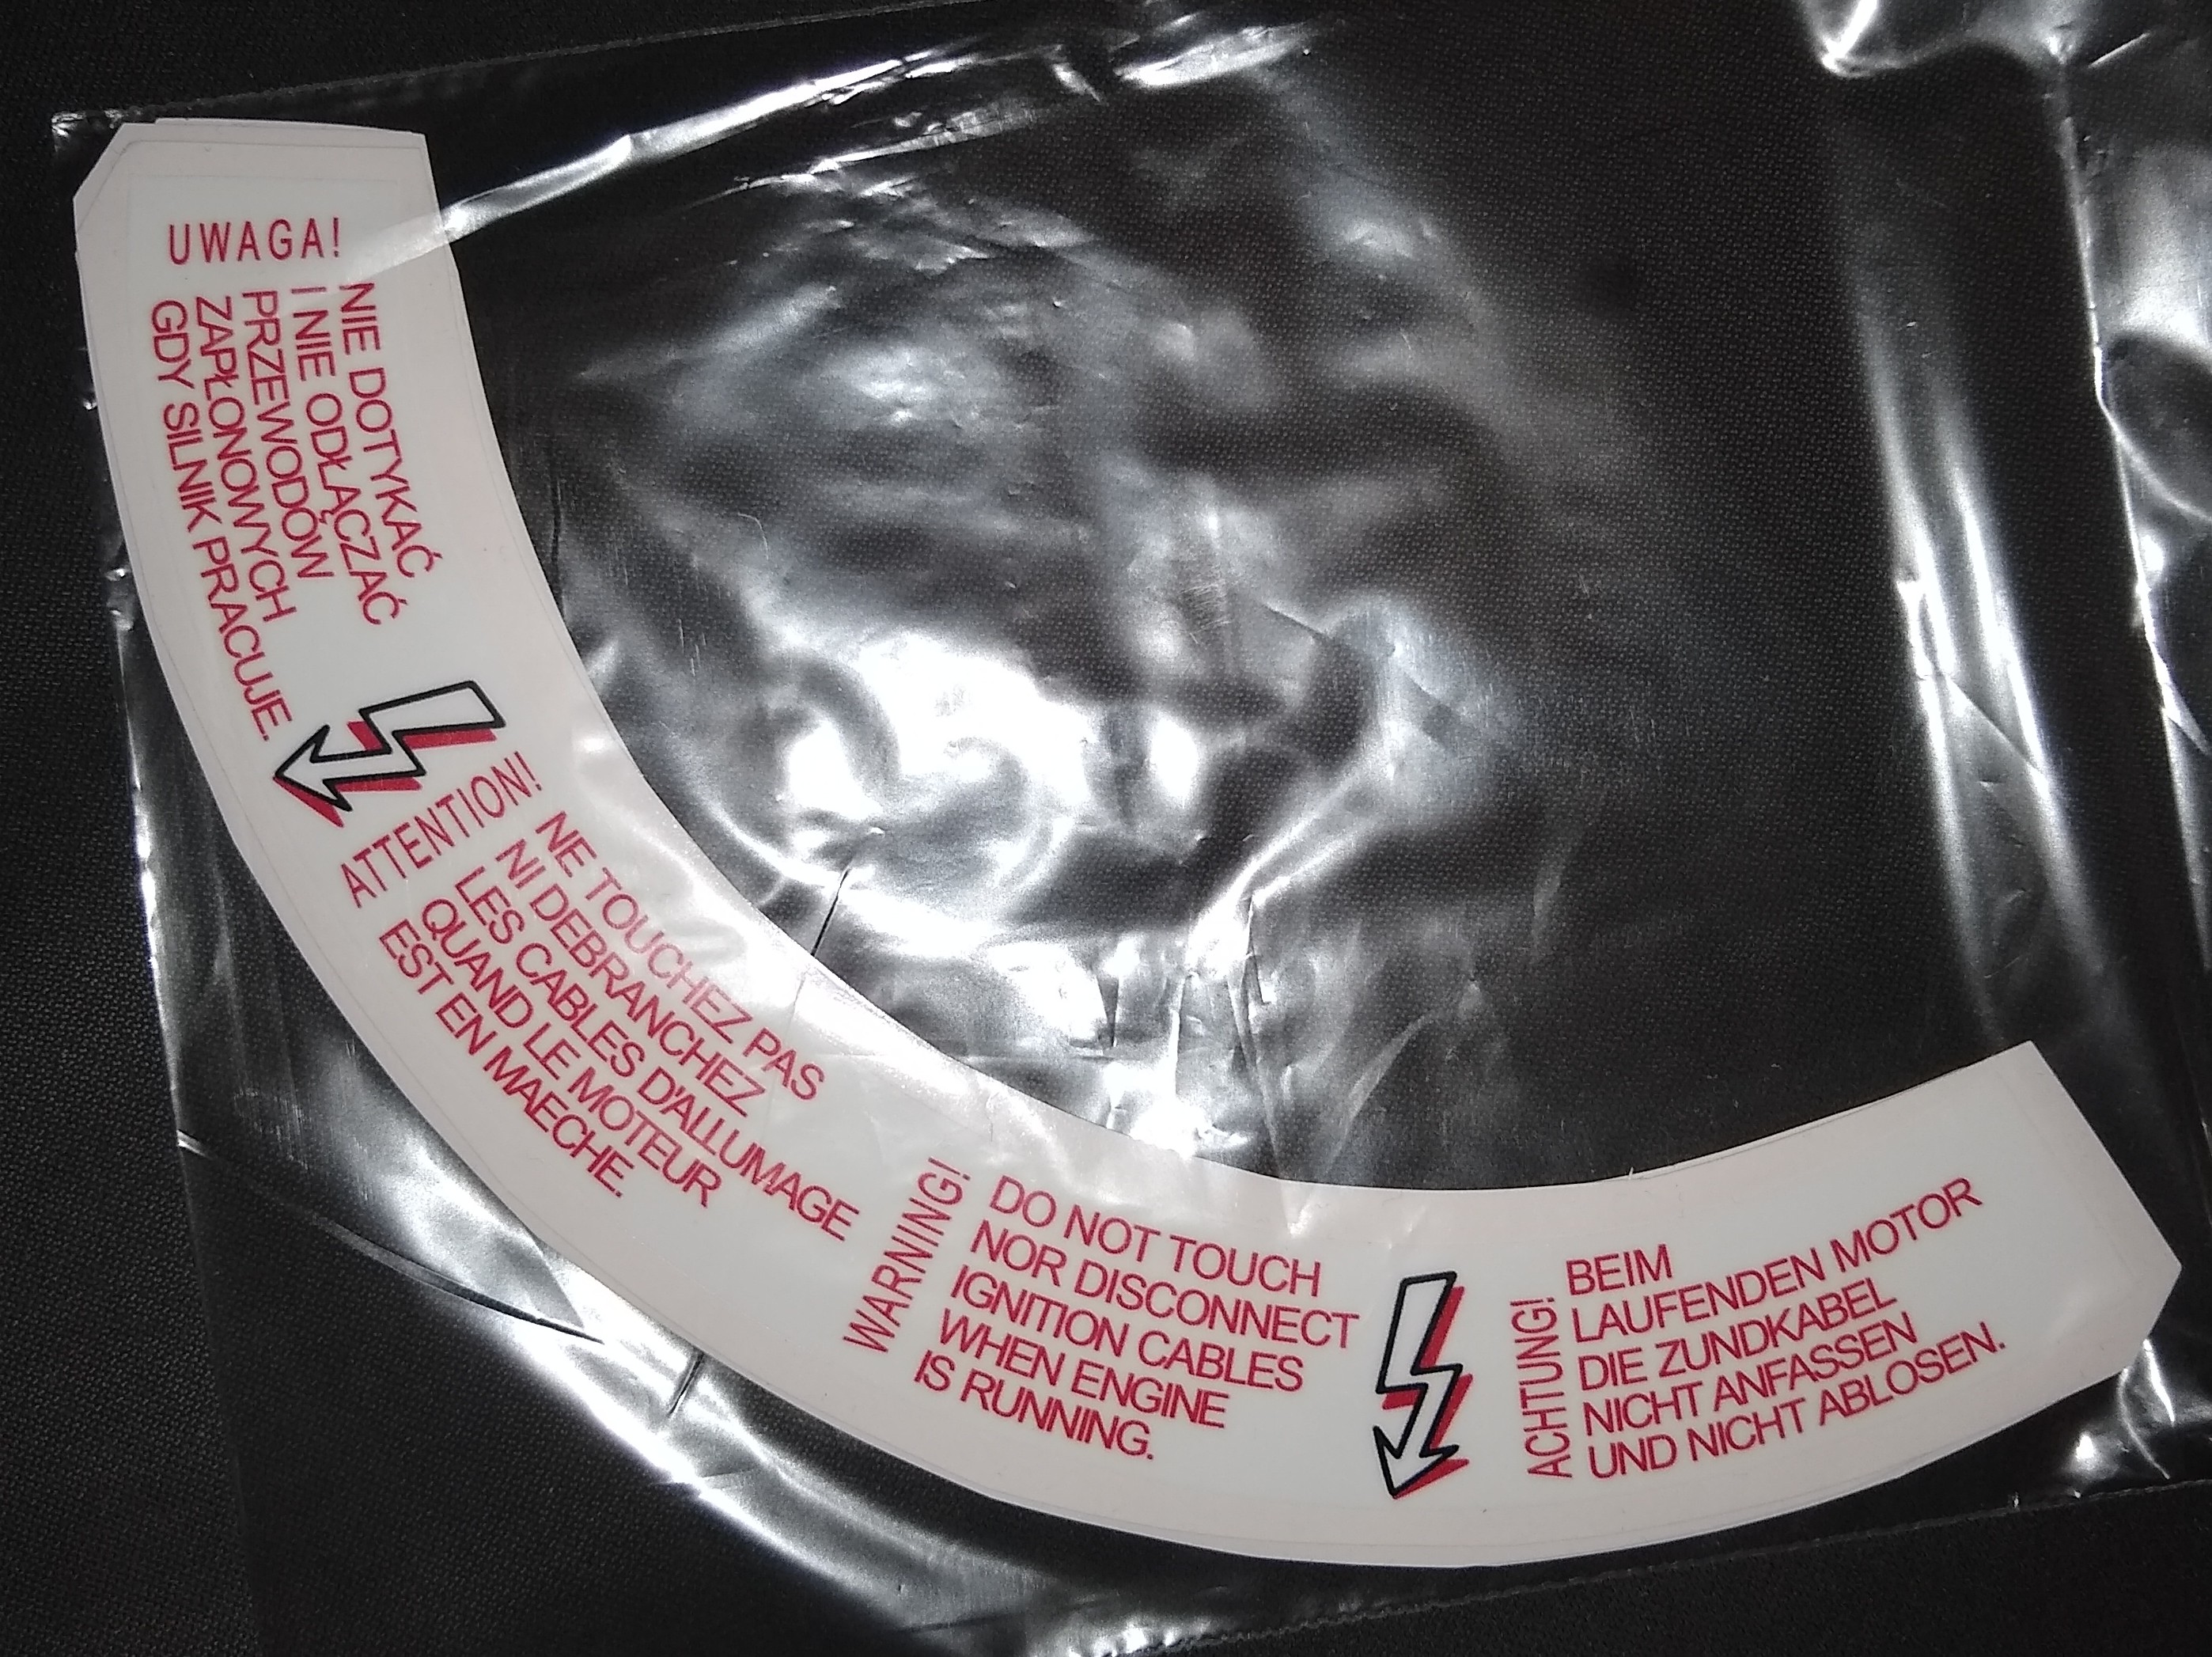 UWAGA!
NIE DOTYKAĆ
I NIE ODŁĄCZAĆ
PRZEWODÓW
ZAPŁONOWYCH
GDY SILNIK PRACUJE.
ATTENTION!
NE TOUCHEZ PAS
NI DEBRANCHEZ
LES CABLES D'ALLUMAGE
QUAND LE MOTEUR
EST EN MAECHE.
WARNING!
DO NOT TOUCH
NOR DISCONNECT
IGNITION CABLES
WHEN ENGINE
IS RUNNING.
ACHTUNG!
BEIM
LAUFENDEN MOTOR
DIE ZUNDKABEL
NICHT ANFASSEN
UND NICHT ABLOSEN.